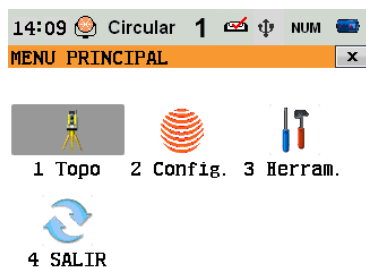 14:09 Circular 1 NUM
MENU PRINCIPAL x
1 Topo 2 Config. 3 Herram.
4 SALIR